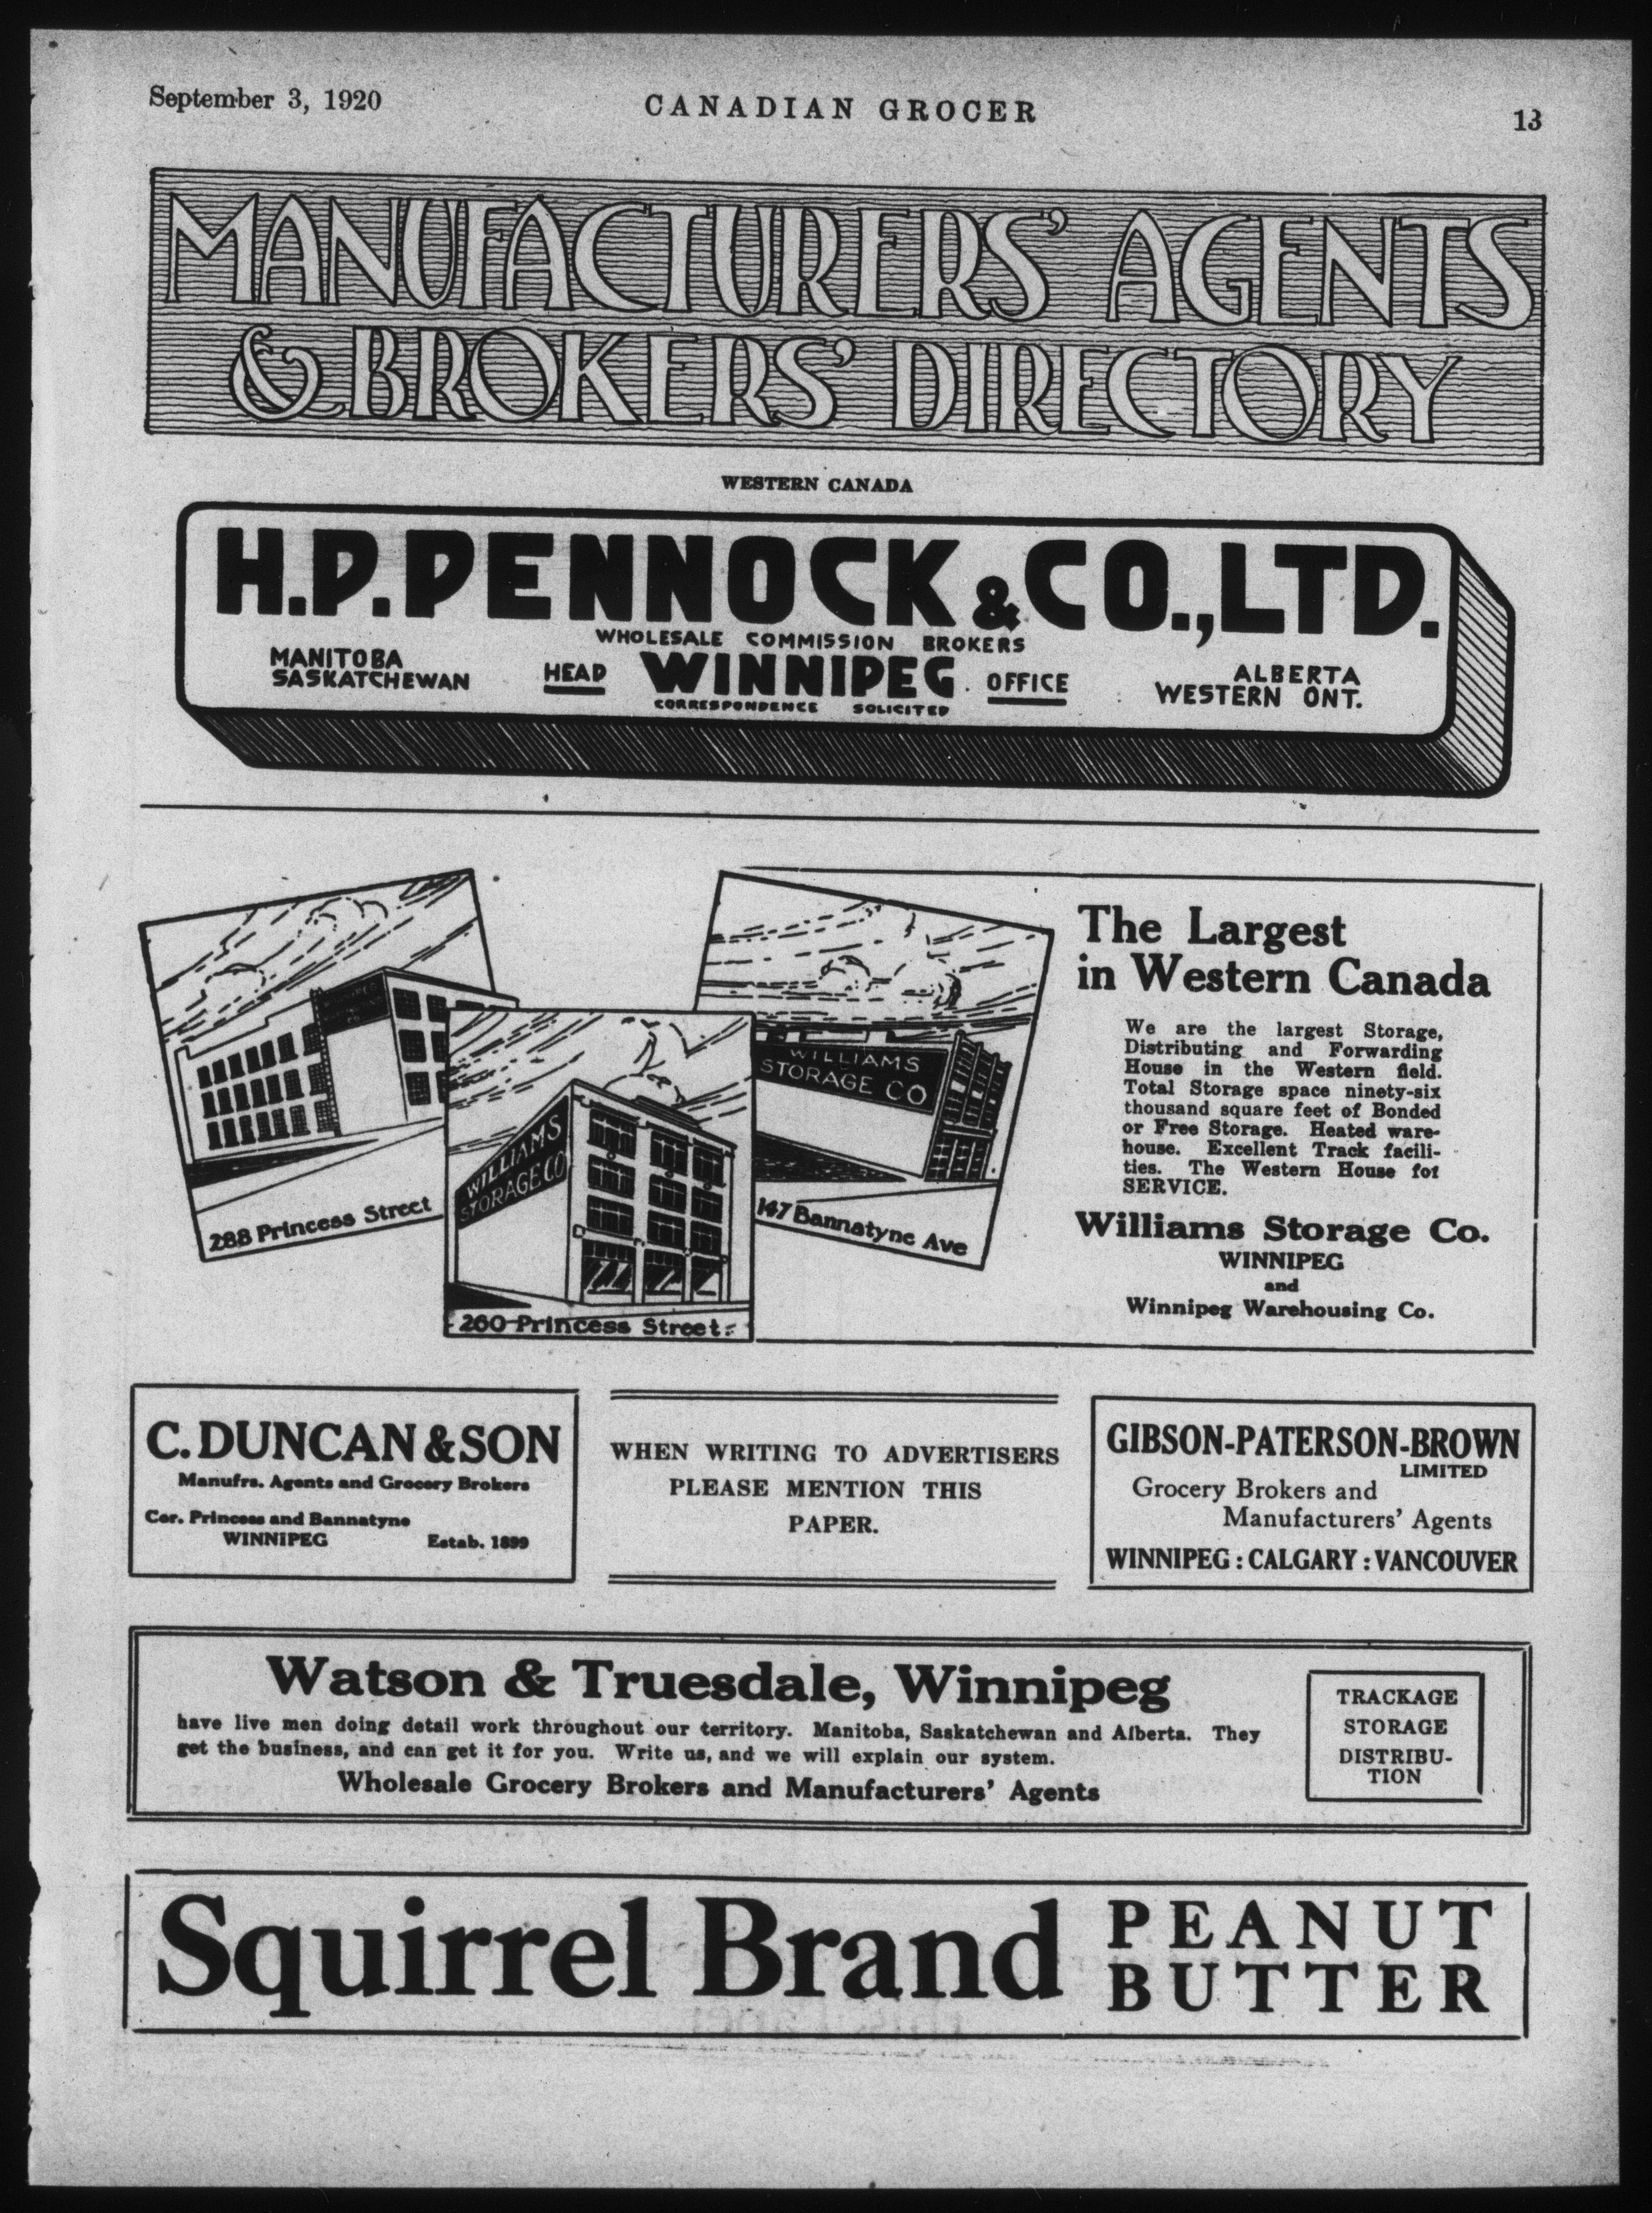 September 3, 1920
CANADIAN GROCER
13
MANUFACTURERS' AGENTS
& BROKERS' DIRECTORY
WESTERN CANADA
H.P. PENNOCK & CO., LTD.
WHOLESALE COMMISSION BROKERS
MANITOBA
SASKATCHEWAN
HEAD WINNIPEG OFFICE
CORRESPONDENCE SOLICITED
ALBERTA
WESTERN ONT.
288 Princess Street
WILLIAMS
STORAGE CO
260 Princess Street
WILLIAMS
STORAGE CO
147 Bannatyne Ave
The Largest
in Western Canada
We are the largest Storage,
Distributing and Forwarding
House in the Western field.
Total Storage space ninety-six
thousand square feet of Bonded
or Free Storage. Heated ware-
house. Excellent Track facili-
ties. The Western House for
SERVICE.
Williams Storage Co.
WINNIPEG
and
Winnipeg Warehousing Co.
C. DUNCAN & SON
Manufrs. Agents and Grocery Brokers
Cor. Princess and Bannatyne
WINNIPEG Estab. 1899
WHEN WRITING TO ADVERTISERS
PLEASE MENTION THIS
PAPER.
GIBSON-PATERSON-BROWN
LIMITED
Grocery Brokers and
Manufacturers' Agents
WINNIPEG : CALGARY : VANCOUVER
Watson & Truesdale, Winnipeg
have live men doing detail work throughout our territory. Manitoba, Saskatchewan and Alberta. They
get the business, and can get it for you. Write us, and we will explain our system.
Wholesale Grocery Brokers and Manufacturers' Agents
TRACKAGE
STORAGE
DISTRIBU-
TION
Squirrel Brand
PEANUT
BUTTER